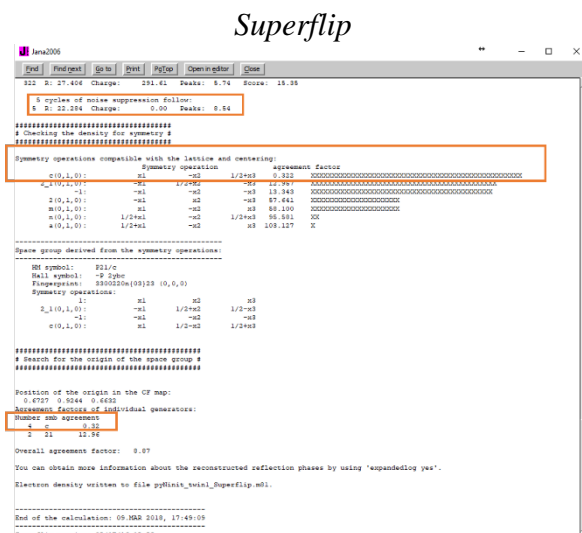 Superflip
Jana2006
Find Find next Go to Print PgTop Open in editor Close
322 R: 27.406 Charge: 291.61 Peaks: 5.74 Score: 15.35
5 cycles of noise suppression follow:
5 R: 22.284 Charge: 0.00 Peaks: 8.54
#####################################
# Checking the density for symmetry #
#####################################
Symmetry operations compatible with the lattice and centering:
Symmetry operation agreement factor
c(0,1,0): x1 -x2 1/2+x3 0.322 XXXXXXXXXXXXXXXXXXXXXXXXXXXXXXXXXXXXXXXXXXXXXXXXXX
2_1(0,1,0): -x1 1/2+x2 -x3 12.957 XXXXXXXXXXXXXXXXXXXXXXXXXXXXXXXXXXXXXXXXXXXX
-1: -x1 -x2 -x3 13.343 XXXXXXXXXXXXXXXXXXXXXXXXXXXXXXXXXXXXXXXXXXX
2(0,1,0): -x1 x2 -x3 57.641 XXXXXXXXXXXXXXXXXXXXX
m(0,1,0): x1 -x2 x3 58.100 XXXXXXXXXXXXXXXXXXXXX
n(0,1,0): 1/2+x1 -x2 1/2+x3 95.581 XX
a(0,1,0): 1/2+x1 -x2 x3 103.127 X
Space group derived from the symmetry operations:
HM symbol: P21/c
Hall symbol: -P 2ybc
Fingerprint: 3300220n{03}23 (0,0,0)
Symmetry operations:
1: x1 x2 x3
2_1(0,1,0): -x1 1/2+x2 1/2-x3
-1: -x1 -x2 -x3
c(0,1,0): x1 1/2-x2 1/2+x3
############################################
# Search for the origin of the space group #
############################################
Position of the origin in the CF map:
0.6727 0.9244 0.6632
Agreement factors of individual generators:
Number smb agreement
4 c 0.32
2 21 12.96
Overall agreement factor: 0.87
You can obtain more information about the reconstructed reflection phases by using 'expandedlog yes'.
Electron density written to file pyNinit_twin1_Superflip.m81.
End of the calculation: 09.MAR 2018, 17:49:09